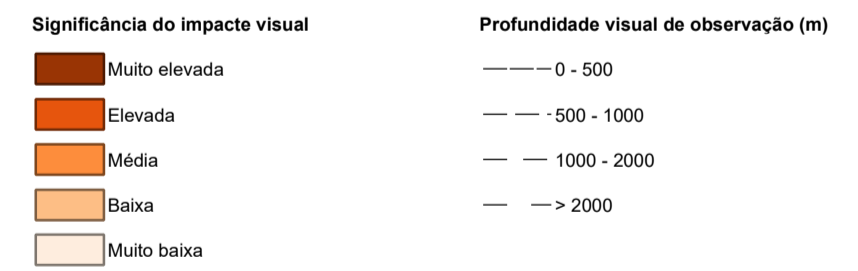 Significância do impacte visual
Muito elevada
Elevada
Média
Baixa
Muito baixa
Profundidade visual de observação (m)
0 - 500
500 - 1000
1000 - 2000
> 2000